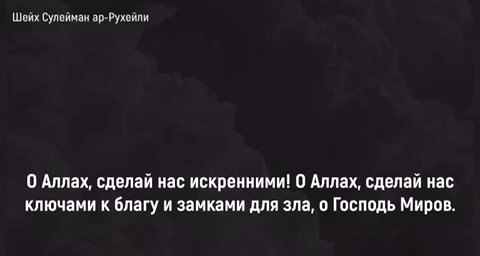 Шейх Сулейман ар-Рухейли
О Аллах, сделай нас искренними! О Аллах, сделай нас
ключами к благу и замками для зла, о Господь Миров.